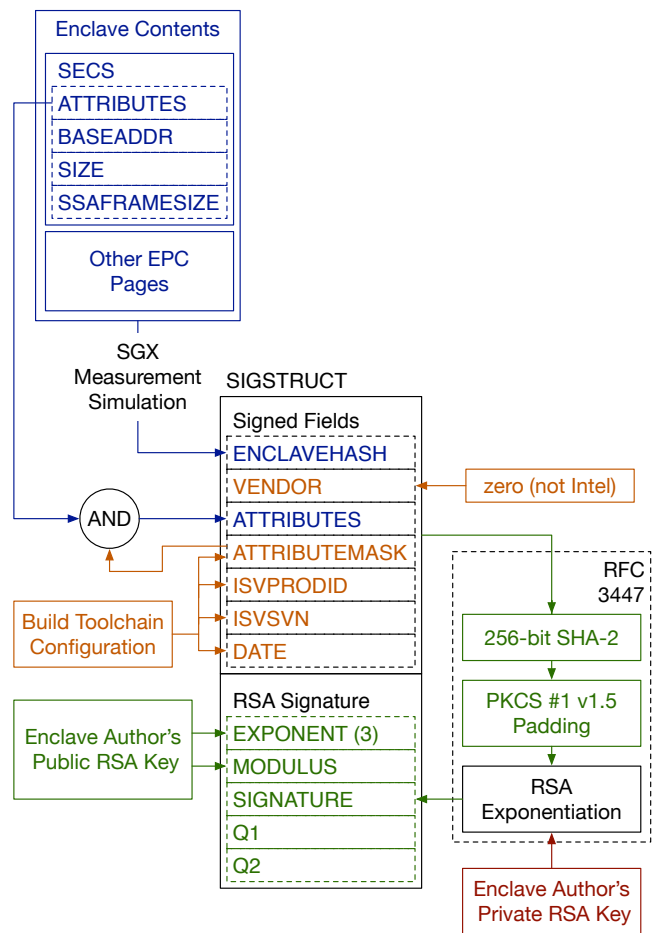 Enclave Contents
SECS
ATTRIBUTES
BASEADDR
SIZE
SSAFRAMESIZE
Other EPC
Pages
SGX
Measurement
Simulation
SIGSTRUCT
Signed Fields
ENCLAVEHASH
VENDOR
zero (not Intel)
ATTRIBUTES
AND
ATTRIBUTEMASK
ISVPRODID
ISVSVN
DATE
Build Toolchain
Configuration
RFC
3447
256-bit SHA-2
PKCS #1 v1.5
Padding
RSA
Exponentiation
RSA Signature
EXPONENT (3)
MODULUS
SIGNATURE
Q1
Q2
Enclave Author's
Public RSA Key
Enclave Author's
Private RSA Key